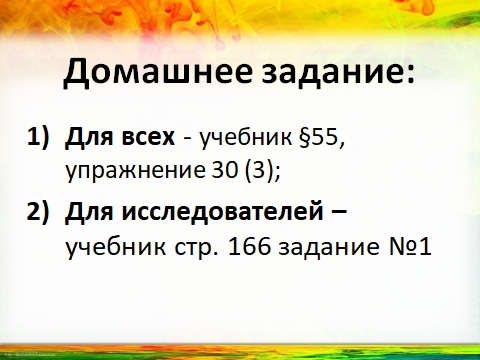 Домашнее задание:
1) Для всех - учебник §55,
упражнение 30 (3);
2) Для исследователей –
учебник стр. 166 задание №1